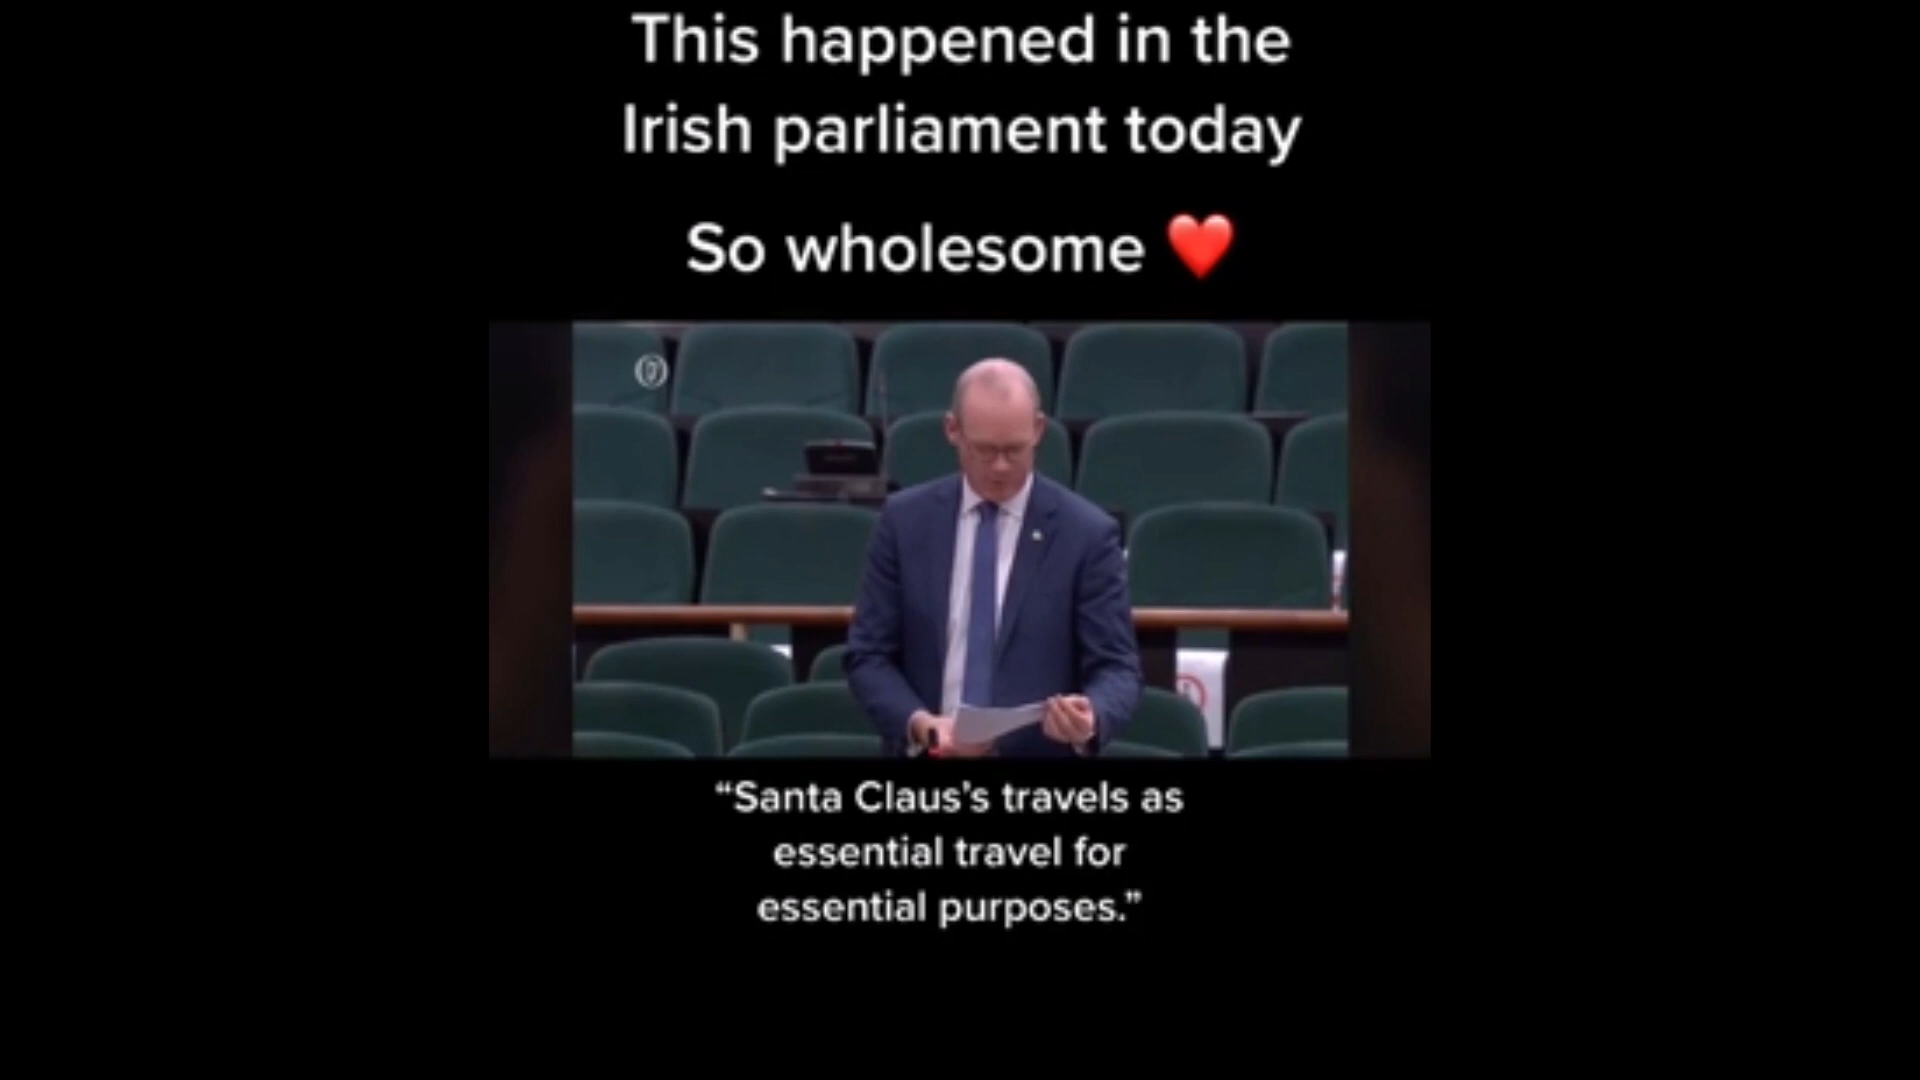 This happened in the
Irish parliament today
So wholesome ❤️
“Santa Claus’s travels as
essential travel for
essential purposes.”